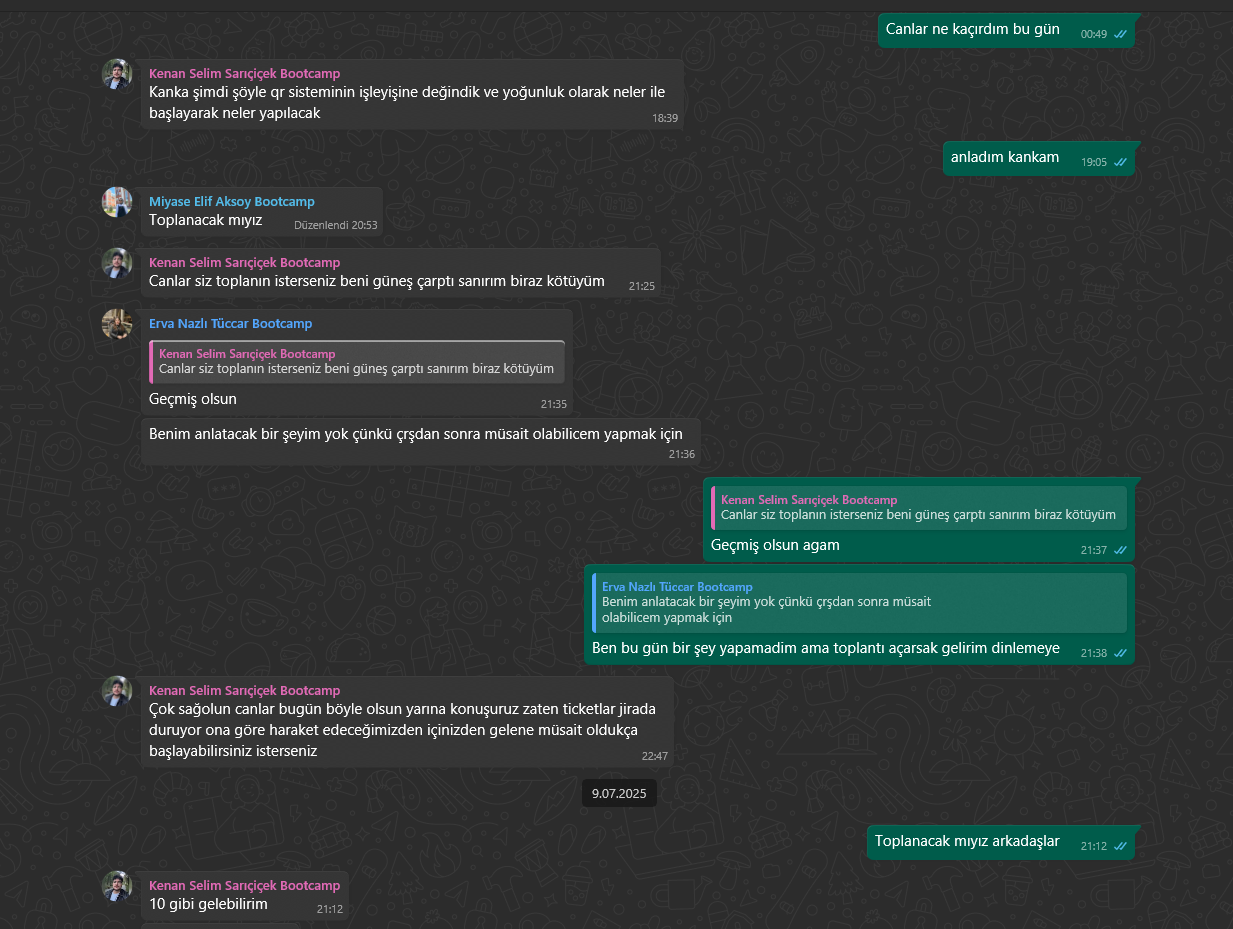 Canlar ne kaçırdım bu gün
00:49
Kenan Selim Sarıçiçek Bootcamp
Kanka şimdi şöyle qr sisteminin işleyişine değindik ve yoğunluk olarak neler ile
başlayarak neler yapılacak
18:39
anladım kankam
19:05
Miyase Elif Aksoy Bootcamp
Toplanacak mıyız
Düzenlendi 20:53
Kenan Selim Sarıçiçek Bootcamp
Canlar siz toplanın isterseniz beni güneş çarptı sanırım biraz kötüyüm
21:25
Erva Nazlı Tüccar Bootcamp
Kenan Selim Sarıçiçek Bootcamp
Canlar siz toplanın isterseniz beni güneş çarptı sanırım biraz kötüyüm
Geçmiş olsun
21:35
Benim anlatacak bir şeyim yok çünkü çrşdan sonra müsait olabilicem yapmak için
21:36
Kenan Selim Sarıçiçek Bootcamp
Canlar siz toplanın isterseniz beni güneş çarptı sanırım biraz kötüyüm
Geçmiş olsun agam
21:37
Erva Nazlı Tüccar Bootcamp
Benim anlatacak bir şeyim yok çünkü çrşdan sonra müsait
olabilicem yapmak için
Ben bu gün bir şey yapamadim ama toplantı açarsak gelirim dinlemeye
21:38
Kenan Selim Sarıçiçek Bootcamp
Çok sağolun canlar bugün böyle olsun yarına konuşuruz zaten ticketlar jirada
duruyor ona göre haraket edeceğimizden içinizden gelene müsait oldukça
başlayabilirsiniz isterseniz
22:47
9.07.2025
Toplanacak mıyız arkadaşlar
21:12
Kenan Selim Sarıçiçek Bootcamp
10 gibi gelebilirim
21:12